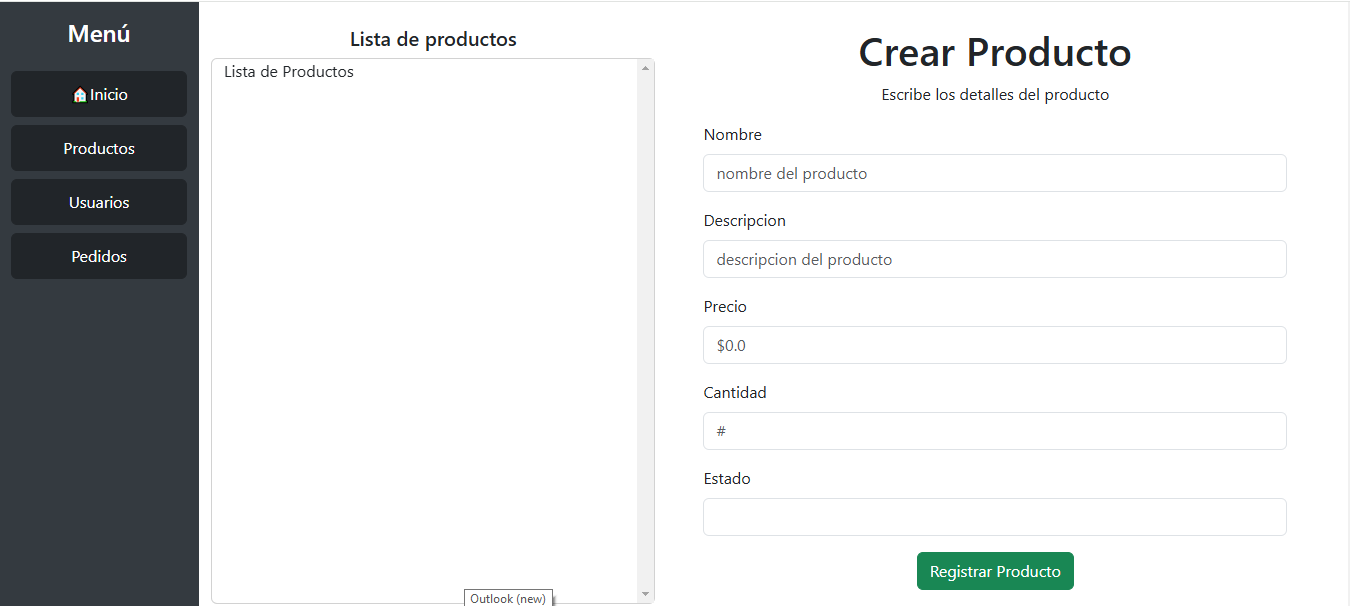 Menú
🏠Inicio
Productos
Usuarios
Pedidos
Lista de productos
Lista de Productos
Outlook (new)
Crear Producto
Escribe los detalles del producto
Nombre
nombre del producto
Descripcion
descripcion del producto
Precio
$0.0
Cantidad
#
Estado
Registrar Producto